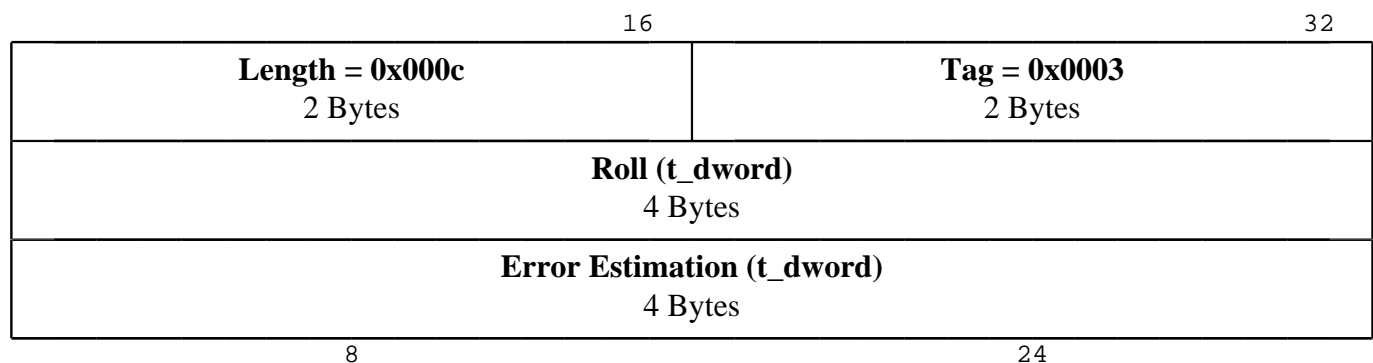 16 32
Length = 0x000c Tag = 0x0003
2 Bytes 2 Bytes
Roll (t_dword)
4 Bytes
Error Estimation (t_dword)
4 Bytes
8 24